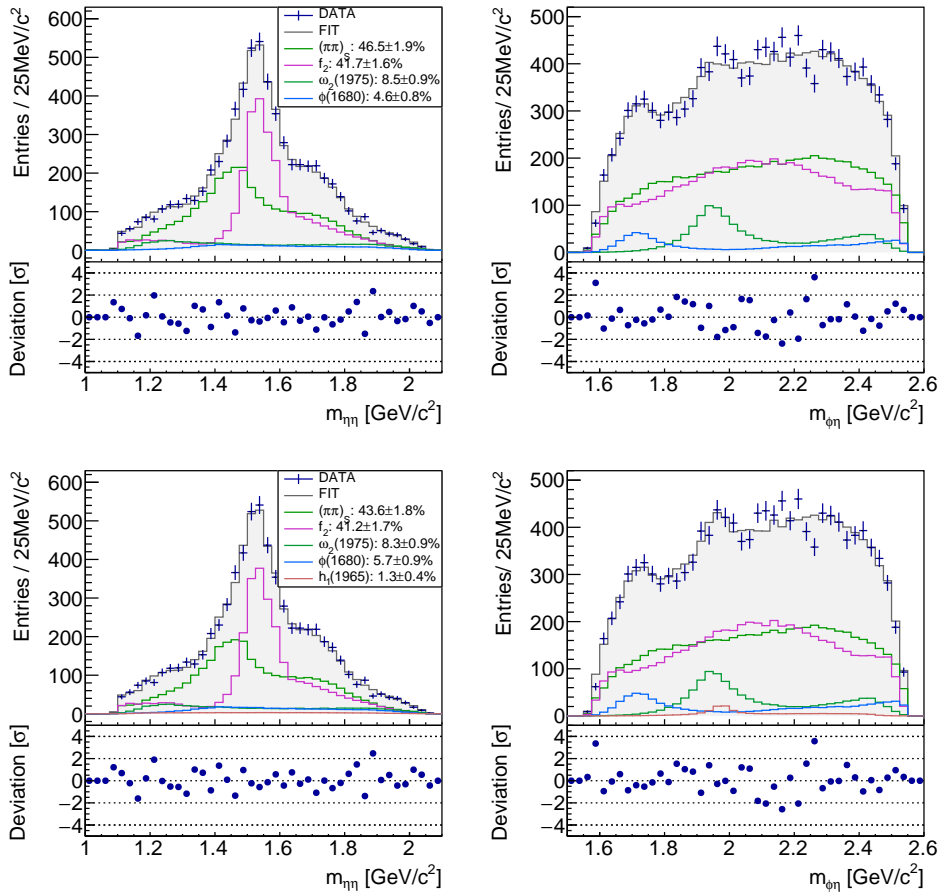 Entries / 25MeV/c²
600
500
400
300
200
100
0
DATA
FIT
(ππ)S: 46.5±1.9%
f₂: 41.7±1.6%
ω₂(1975): 8.5±0.9%
ϕ(1680): 4.6±0.8%
Deviation [σ]
4
2
0
−2
−4
1 1.2 1.4 1.6 1.8 2
mηη [GeV/c²]
Entries/ 25MeV/c²
500
400
300
200
100
0
Deviation [σ]
4
2
0
−2
−4
1.6 1.8 2 2.2 2.4 2.6
mϕη [GeV/c²]
Entries / 25MeV/c²
600
500
400
300
200
100
0
DATA
FIT
(ππ)S: 43.6±1.8%
f₂: 41.2±1.7%
ω₂(1975): 8.3±0.9%
ϕ(1680): 5.7±0.9%
h₁(1965): 1.3±0.4%
Deviation [σ]
4
2
0
−2
−4
1 1.2 1.4 1.6 1.8 2
mηη [GeV/c²]
Entries/ 25MeV/c²
500
400
300
200
100
0
Deviation [σ]
4
2
0
−2
−4
1.6 1.8 2 2.2 2.4 2.6
mϕη [GeV/c²]